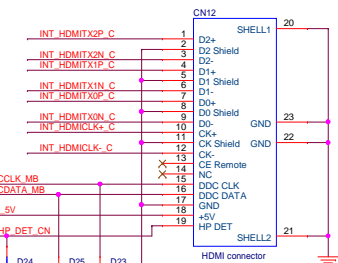 CN12
INT_HDMITX2P_C 1 D2+ SHELL1 20
2 D2 Shield
INT_HDMITX2N_C 3 D2-
INT_HDMITX1P_C 4 D1+
5 D1 Shield
INT_HDMITX1N_C 6 D1-
INT_HDMITX0P_C 7 D0+
8 D0 Shield
INT_HDMITX0N_C 9 D0- GND 23
INT_HDMICLK+_C 10 CK+
11 CK Shield GND 22
INT_HDMICLK-_C 12 CK-
13 CE Remote
14 NC
CCLK_MB 15 DDC CLK
CDATA_MB 16 DDC DATA
17 GND
_5V 18 +5V
HP_DET_CN 19 HP DET
SHELL2 21
HDMI connector
D24 D25 D23